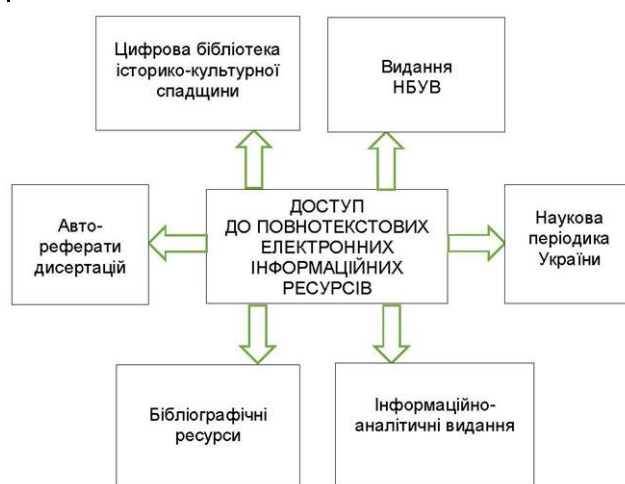 Цифрова бібліотека
історико-культурної
спадщини
Видання
НБУВ
Авто-
реферати
дисертацій
ДОСТУП
ДО ПОВНОТЕКСТОВИХ
ЕЛЕКТРОННИХ
ІНФОРМАЦІЙНИХ
РЕСУРСІВ
Наукова
періодика
України
Бібліографічні
ресурси
Інформаційно-
аналітичні видання